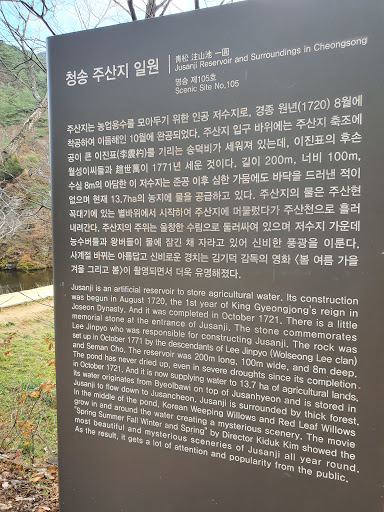 청송 주산지 일원
靑松 注山池 一圓
Jusanji Reservoir and Surroundings in Cheongsong
명승 제105호
Scenic Site No.105
주산지는 농업용수를 모아두기 위한 인공 저수지로, 경종 원년(1720) 8월에
착공하여 이듬해인 10월에 완공되었다. 주산지 입구 바위에는 주산지 축조에
공이 큰 이진표(李震杓)를 기리는 송덕비가 세워져 있는데, 이진표의 후손
월성이씨들과 趙世萬이 1771년 세운 것이다. 길이 200m, 너비 100m,
수심 8m의 아담한 이 저수지는 준공 이후 심한 가뭄에도 바닥을 드러낸 적이
없으며 현재 13.7ha의 농지에 물을 공급하고 있다. 주산지의 물은 주산현
꼭대기에 있는 별바위에서 시작하여 주산지에 머물렀다가 주산천으로 흘러
내려간다. 주산지의 주위는 울창한 수림으로 둘러싸여 있으며 저수지 가운데
능수버들과 왕버들이 물에 잠긴 채 자라고 있어 신비한 풍광을 이룬다.
사계절 바뀌는 아름답고 신비로운 경치는 김기덕 감독의 영화 〈봄 여름 가을
겨울 그리고 봄〉이 촬영되면서 더욱 유명해졌다.
Jusanji is an artificial reservoir to store agricultural water. Its construction
was begun in August 1720, the 1st year of King Gyeongjong's reign in
Joseon Dynasty. And it was completed in October 1721. There is a little
memorial stone at the entrance of Jusanji. The stone commemorates
Lee Jinpyo who was responsible for constructing Jusanji. The rock was
set up in October 1771 by the descendants of Lee Jinpyo (Wolseong Lee clan)
and Seman Cho. The reservoir was 200m long, 100m wide, and 8m deep.
The pond has never dried up, even in severe droughts since its completion
in October 1721. And it is now supplying water to 13.7 ha of agricultural lands.
Its water originates from Byeolbawi on top of Jusanhyeon and is stored in
Jusanji to flow down to Jusancheon. Jusanji is surrounded by thick forest.
In the middle of the pond, Korean Weeping Willows and Red Leaf Willows
grow in and around the water creating a mysterious scenery. The movie
"Spring Summer Fall Winter and Spring" by Director Kiduk Kim showed the
most beautiful and mysterious sceneries of Jusanji all year round.
As the result, it gets a lot of attention and popularity from the public.